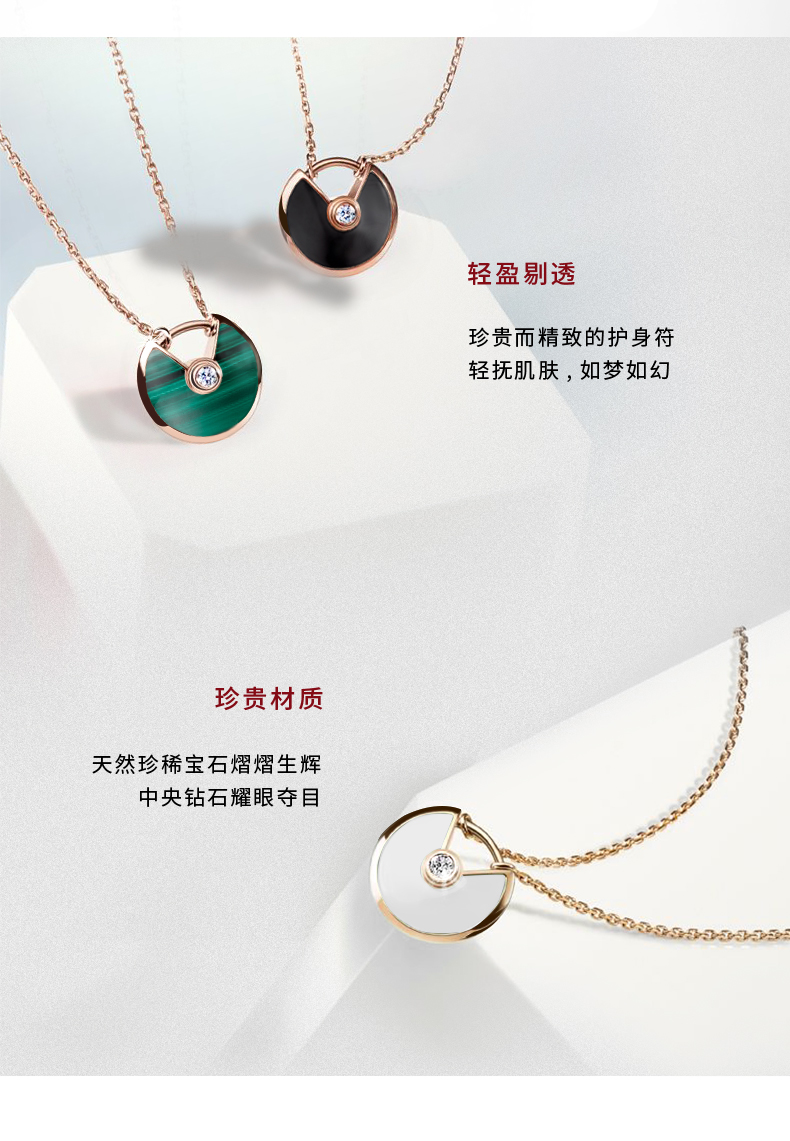 轻盈剔透
珍贵而精致的护身符
轻抚肌肤，如梦如幻
珍贵材质
天然珍稀宝石熠熠生辉
中央钻石耀眼夺目